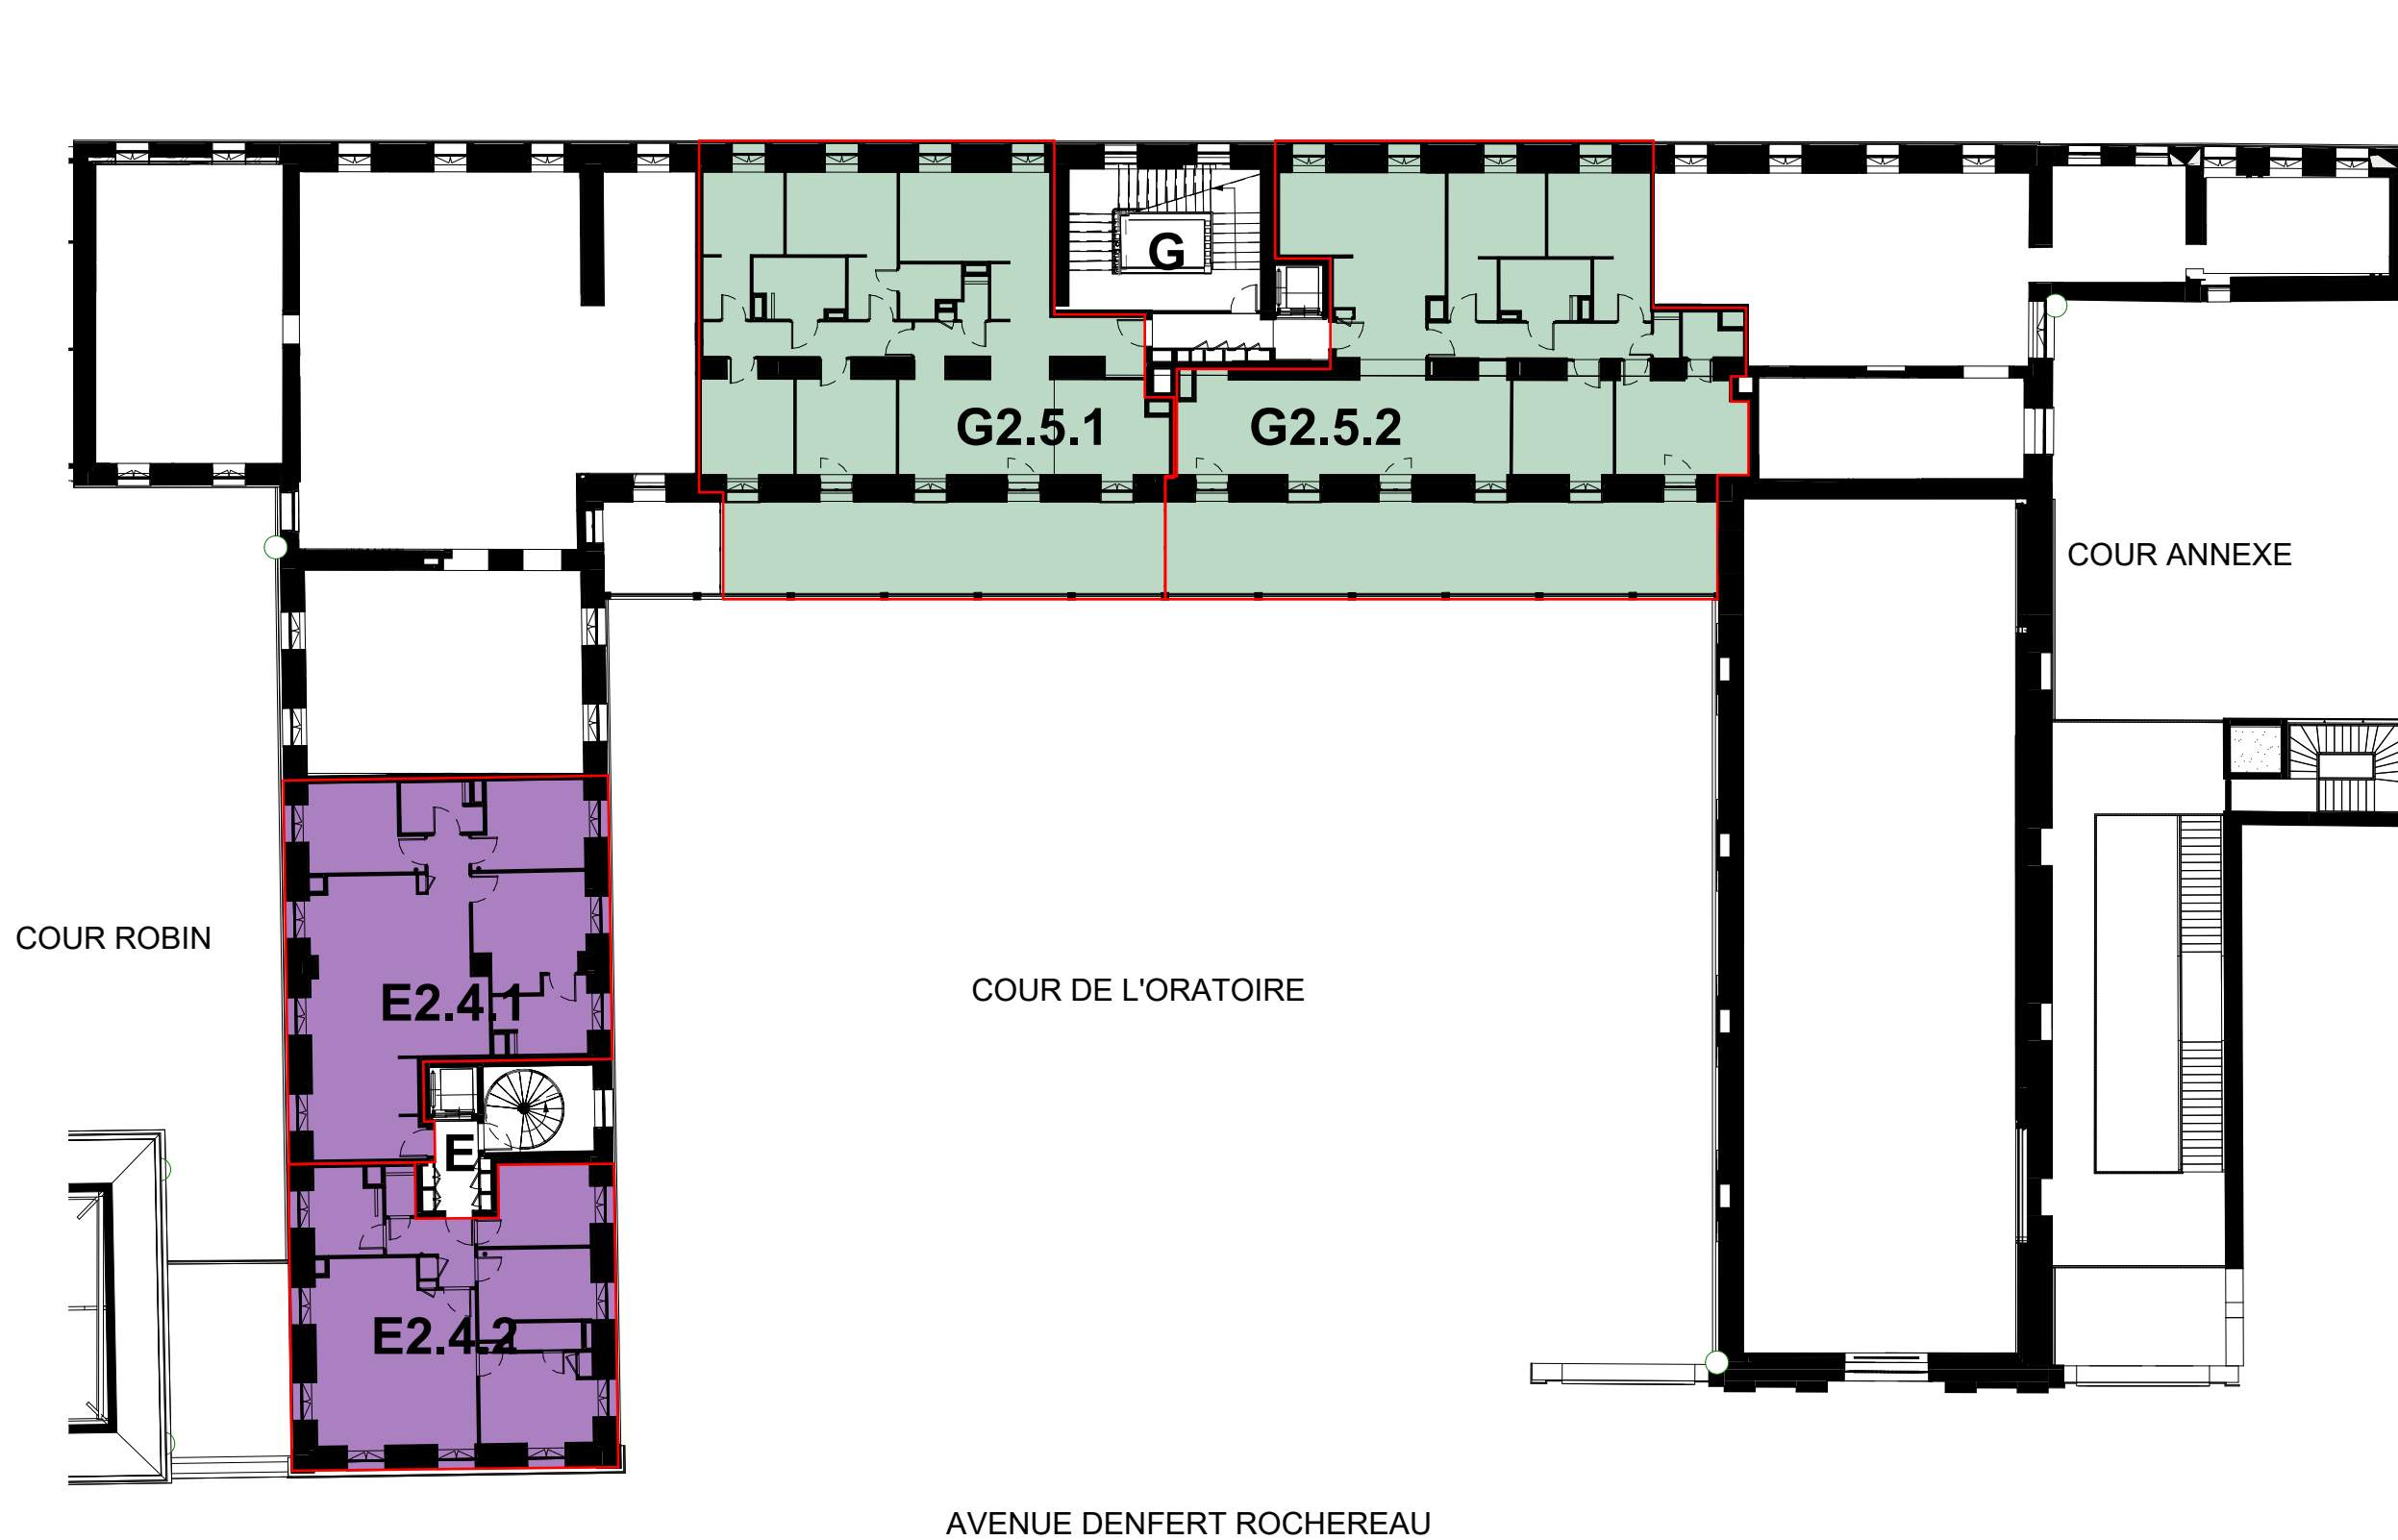 G
G2.5.1
G2.5.2
COUR ANNEXE
COUR ROBIN
E2.4.1
COUR DE L'ORATOIRE
E
E2.4.2
AVENUE DENFERT ROCHEREAU